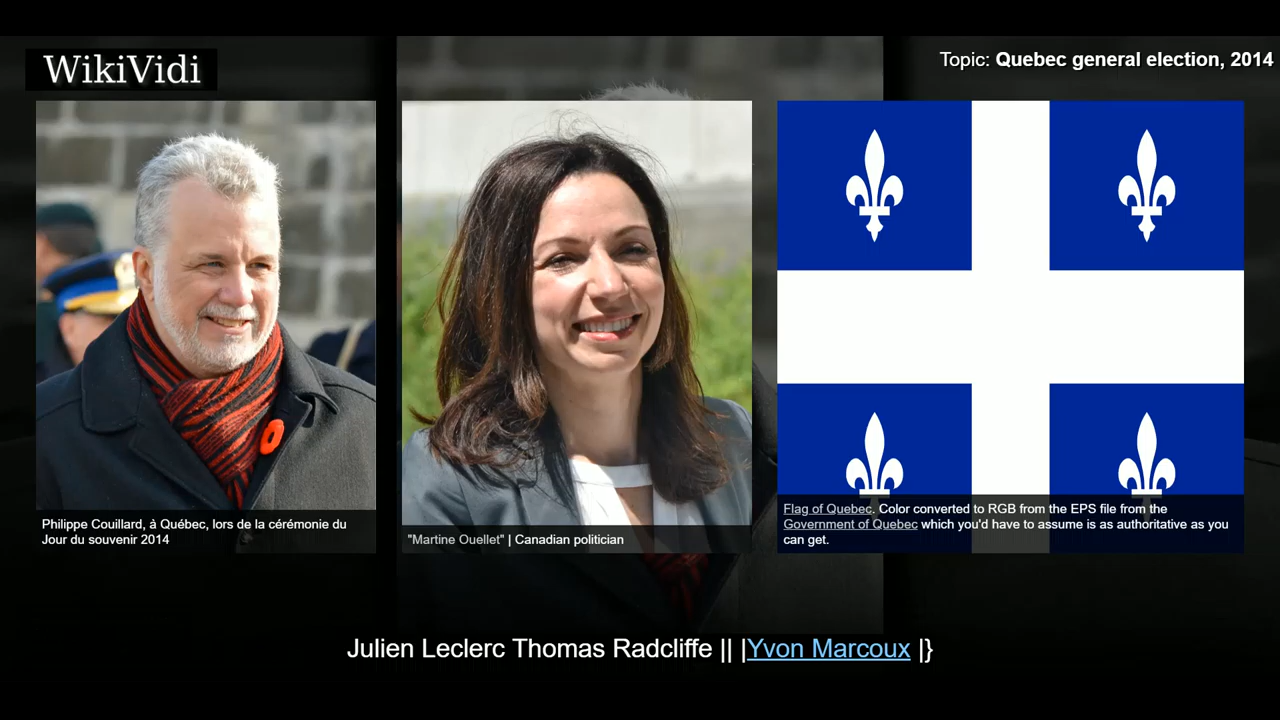 WikiVidi
Topic: Quebec general election, 2014
Philippe Couillard, à Québec, lors de la cérémonie du
Jour du souvenir 2014
"Martine Ouellet" | Canadian politician
Flag of Quebec. Color converted to RGB from the EPS file from the
Government of Quebec which you'd have to assume is as authoritative as you
can get.
Julien Leclerc Thomas Radcliffe || |Yvon Marcoux |}